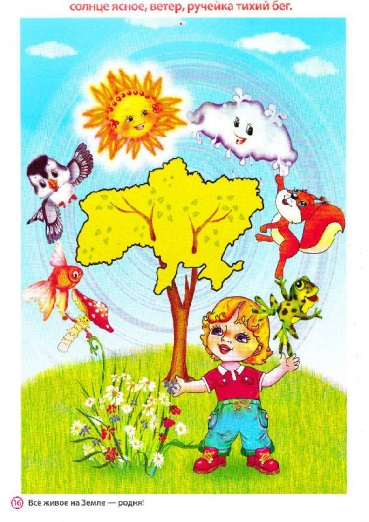 солнце ясное, ветер, ручейка тихий бег.
16 Всё живое на Земле — родня!